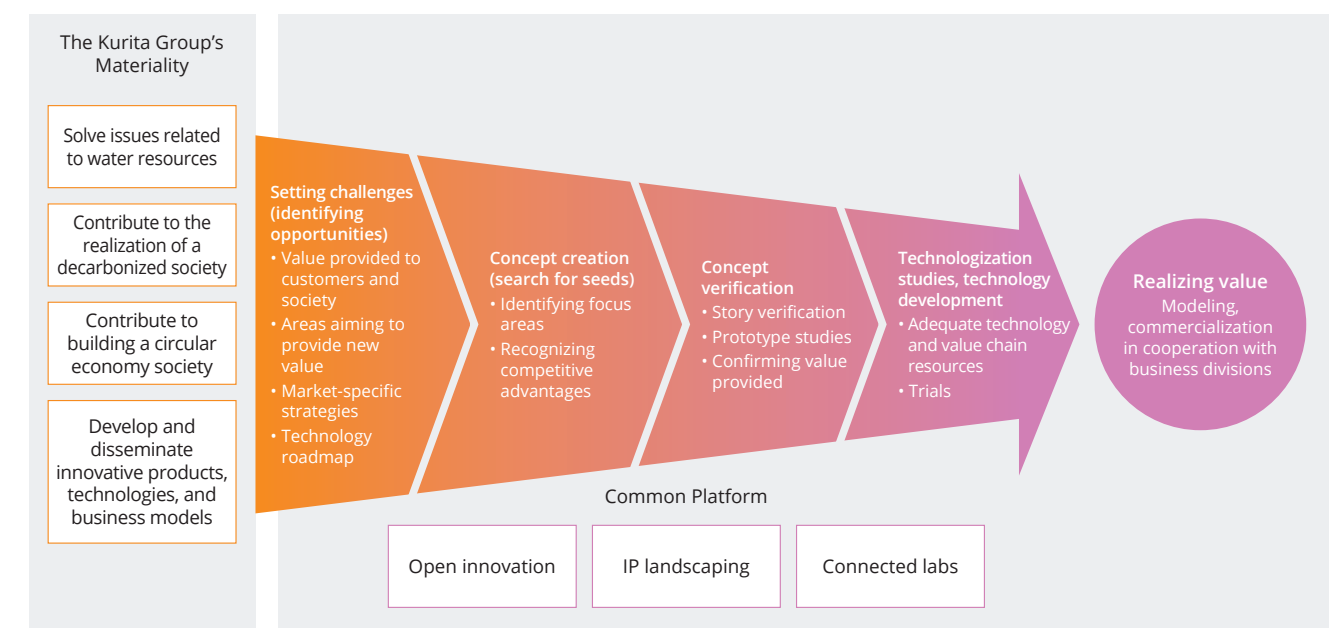 The Kurita Group's
Materiality
Solve issues related
to water resources
Contribute to the
realization of a
decarbonized society
Contribute to
building a circular
economy society
Develop and
disseminate
innovative products,
technologies, and
business models
Setting challenges
(identifying
opportunities)
• Value provided to
customers and
society
• Areas aiming to
provide new
value
• Market-specific
strategies
• Technology
roadmap
Concept creation
(search for seeds)
• Identifying focus
areas
• Recognizing
competitive
advantages
Concept
verification
• Story verification
• Prototype studies
• Confirming value
provided
Technologization
studies, technology
development
• Adequate technology
and value chain
resources
• Trials
Realizing value
Modeling,
commercialization
in cooperation with
business divisions
Common Platform
Open innovation
IP landscaping
Connected labs